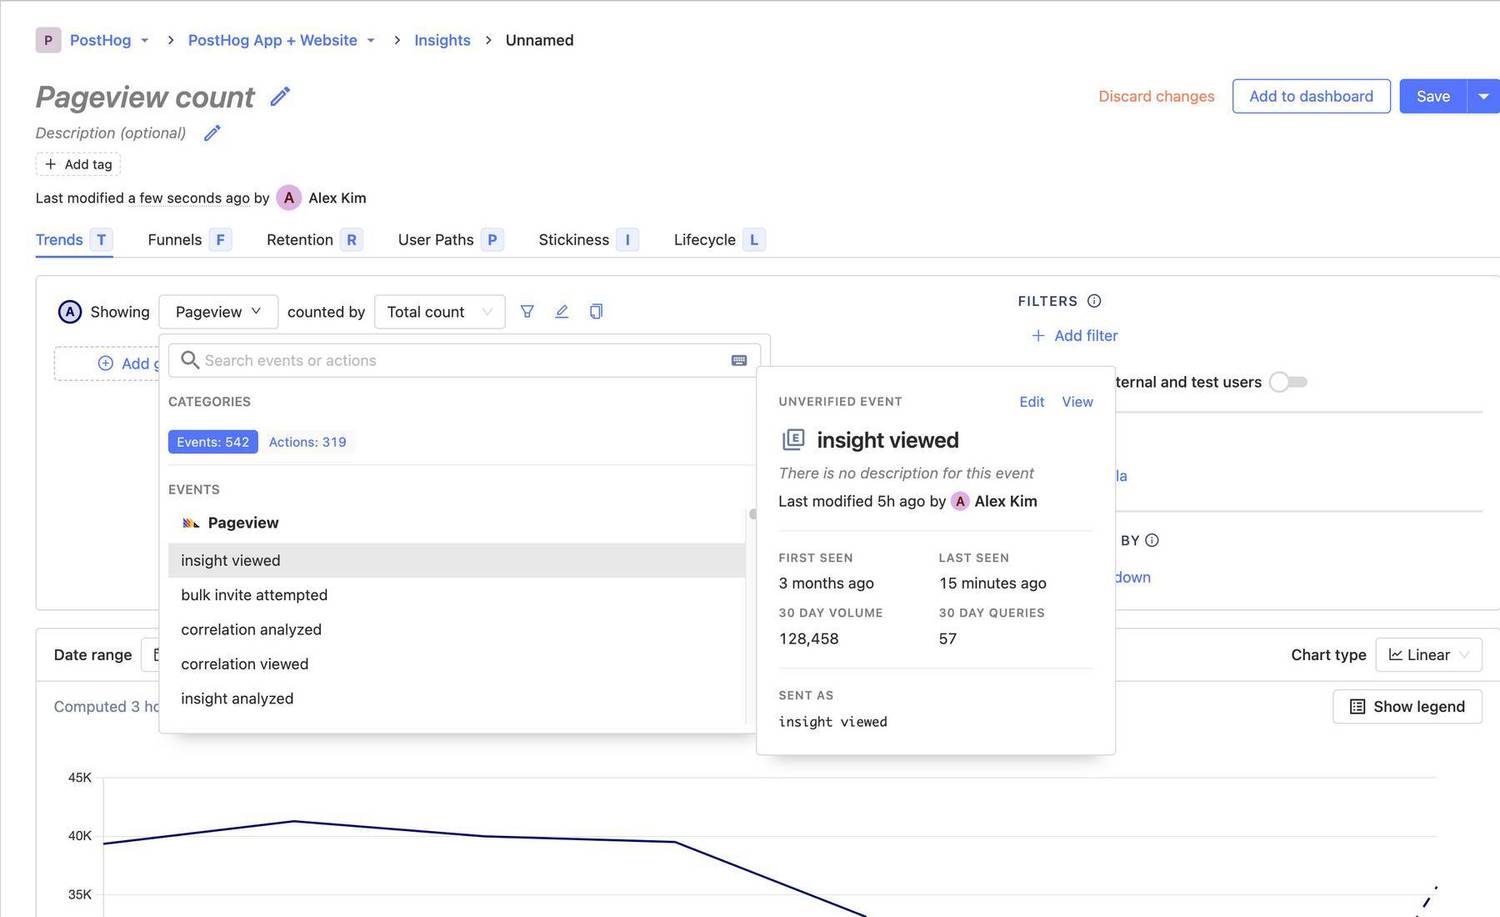 P PostHog > PostHog App + Website > Insights > Unnamed
Pageview count
Discard changes Add to dashboard Save
Description (optional)
+ Add tag
Last modified a few seconds ago by A Alex Kim
Trends T Funnels F Retention R User Paths P Stickiness I Lifecycle L
A Showing Pageview counted by Total count
FILTERS
+ Add filter
Add g
Search events or actions
ternal and test users
CATEGORIES
Events: 542 Actions: 319
EVENTS
Pageview
insight viewed
bulk invite attempted
correlation analyzed
correlation viewed
insight analyzed
UNVERIFIED EVENT Edit View
E insight viewed
There is no description for this event
Last modified 5h ago by A Alex Kim
FIRST SEEN LAST SEEN
3 months ago 15 minutes ago
30 DAY VOLUME 30 DAY QUERIES
128,458 57
SENT AS
insight viewed
la
BY
down
Date range
Chart type Linear
Computed 3 ho
Show legend
45K
40K
35K